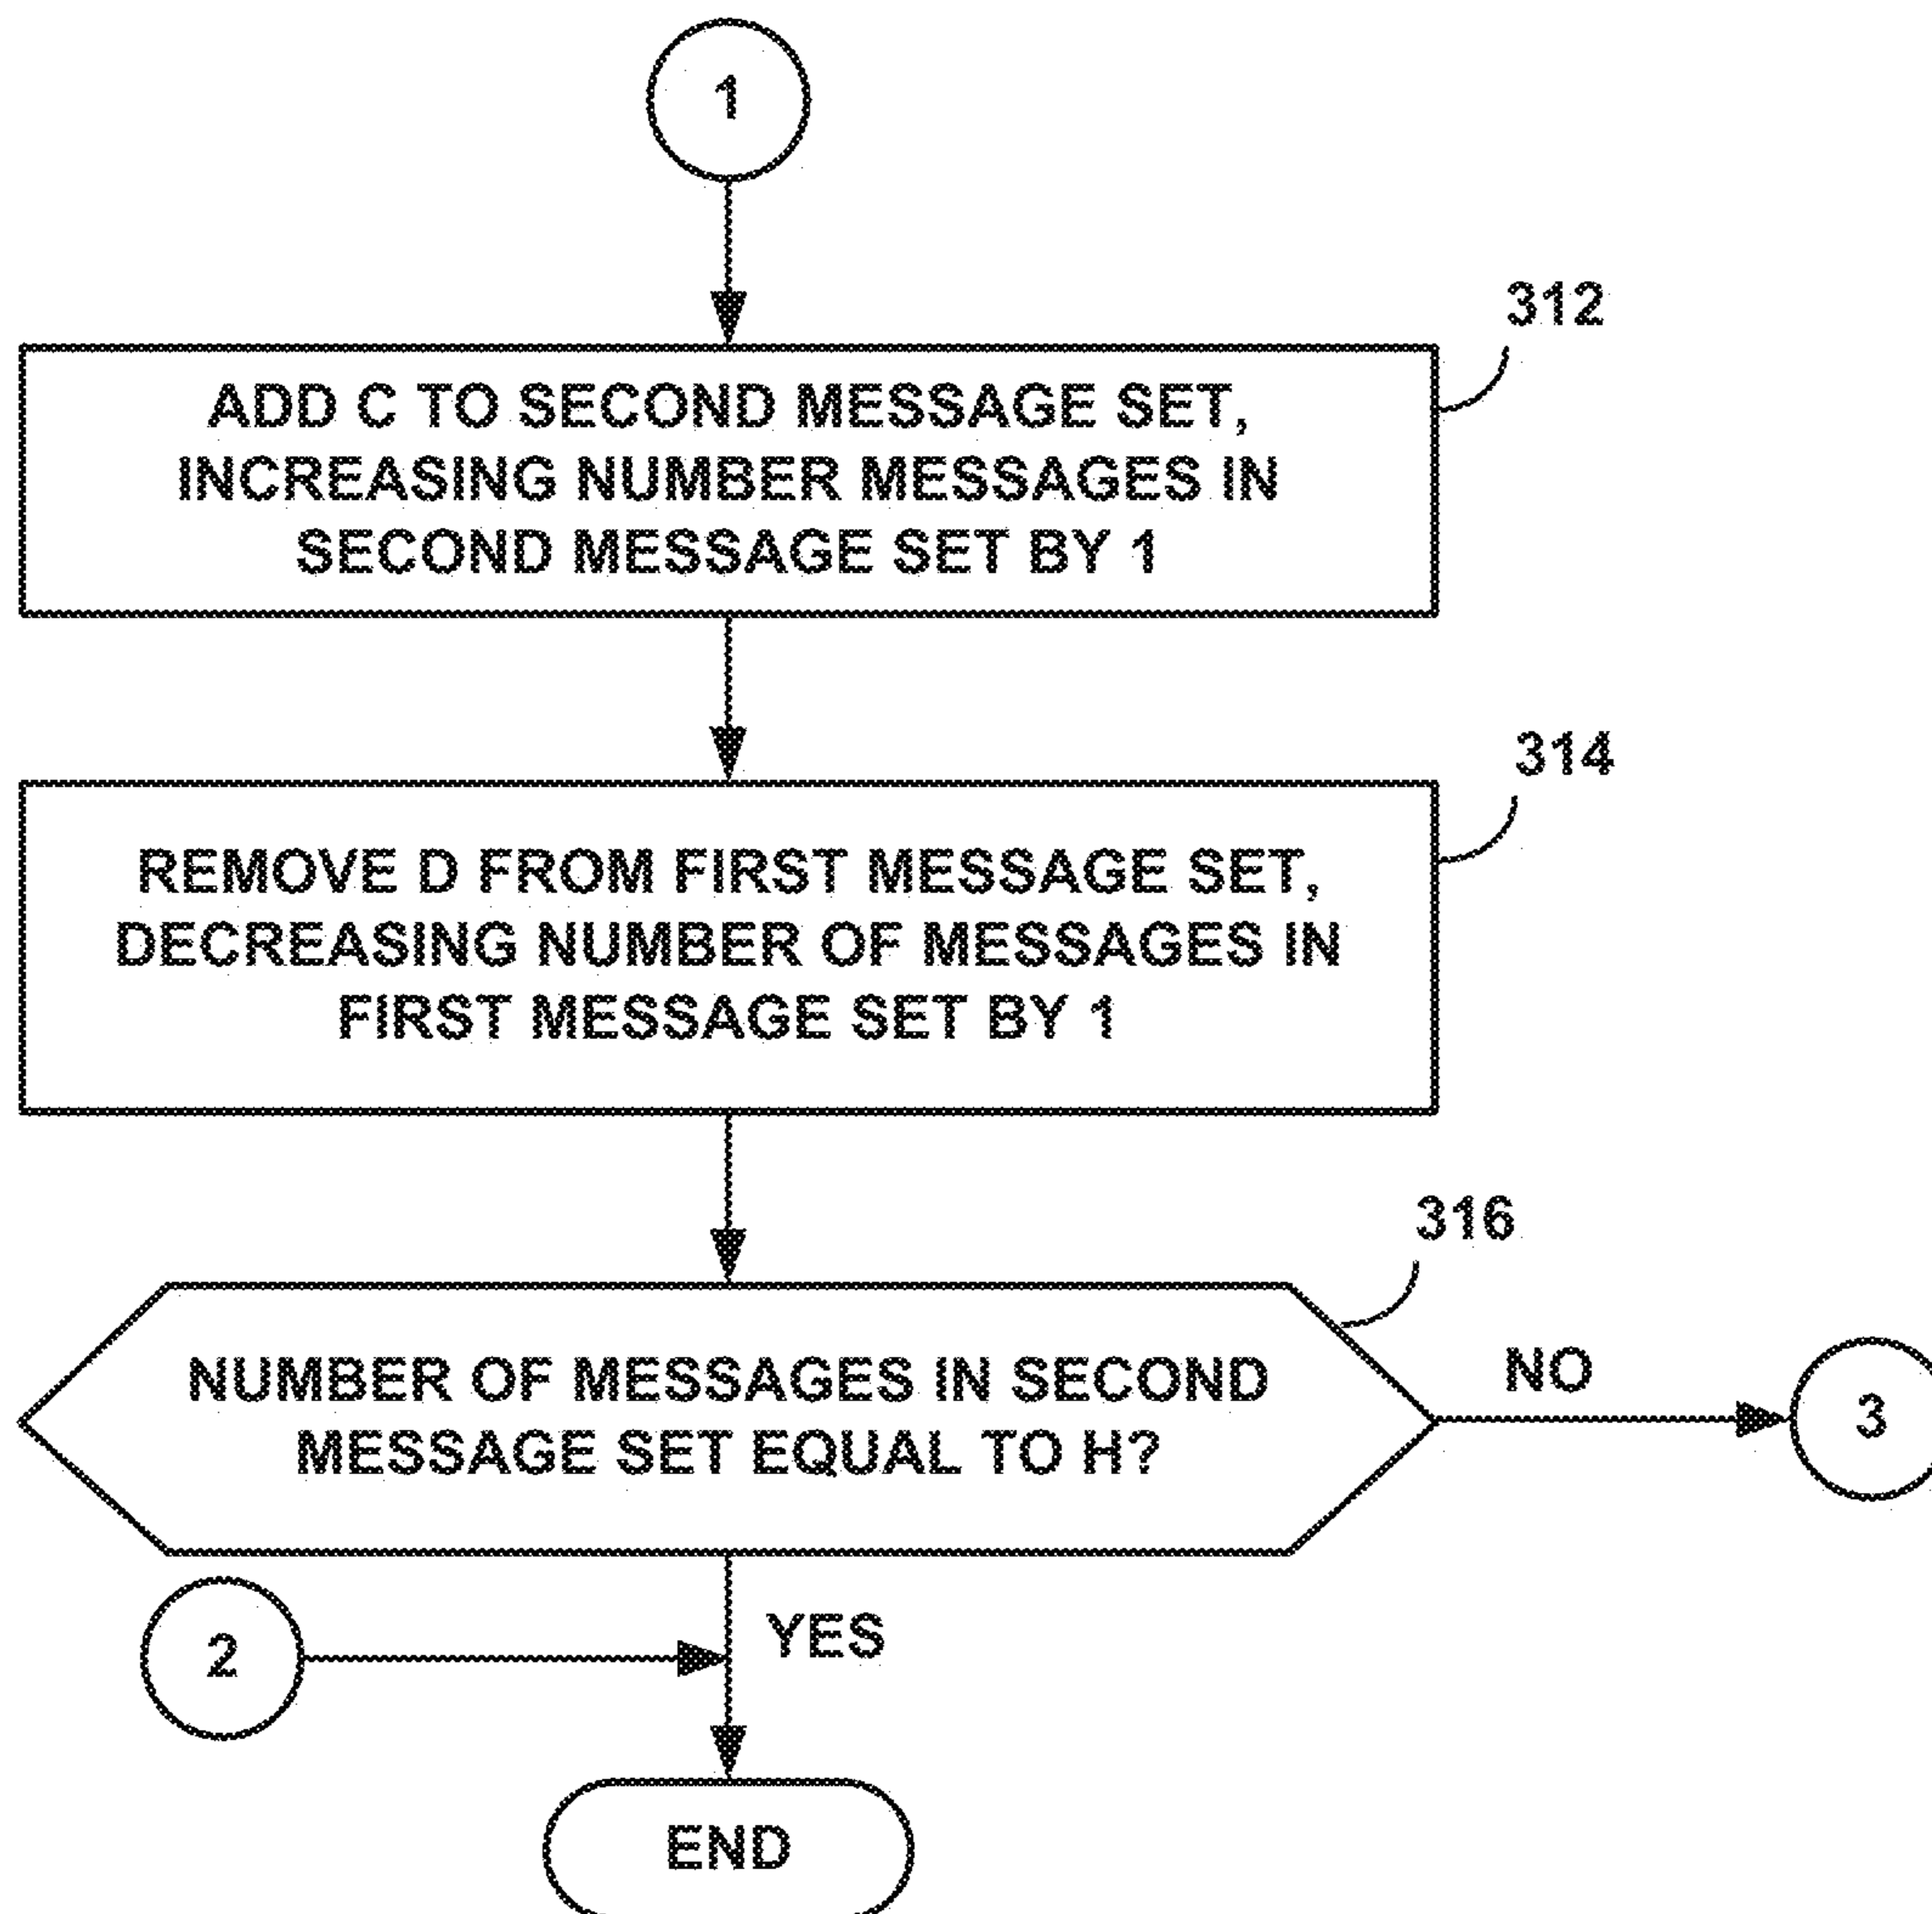 1
312
ADD C TO SECOND MESSAGE SET,
INCREASING NUMBER MESSAGES IN
SECOND MESSAGE SET BY 1
314
REMOVE D FROM FIRST MESSAGE SET,
DECREASING NUMBER OF MESSAGES IN
FIRST MESSAGE SET BY 1
316
NUMBER OF MESSAGES IN SECOND
MESSAGE SET EQUAL TO H?
NO
3
2
YES
END